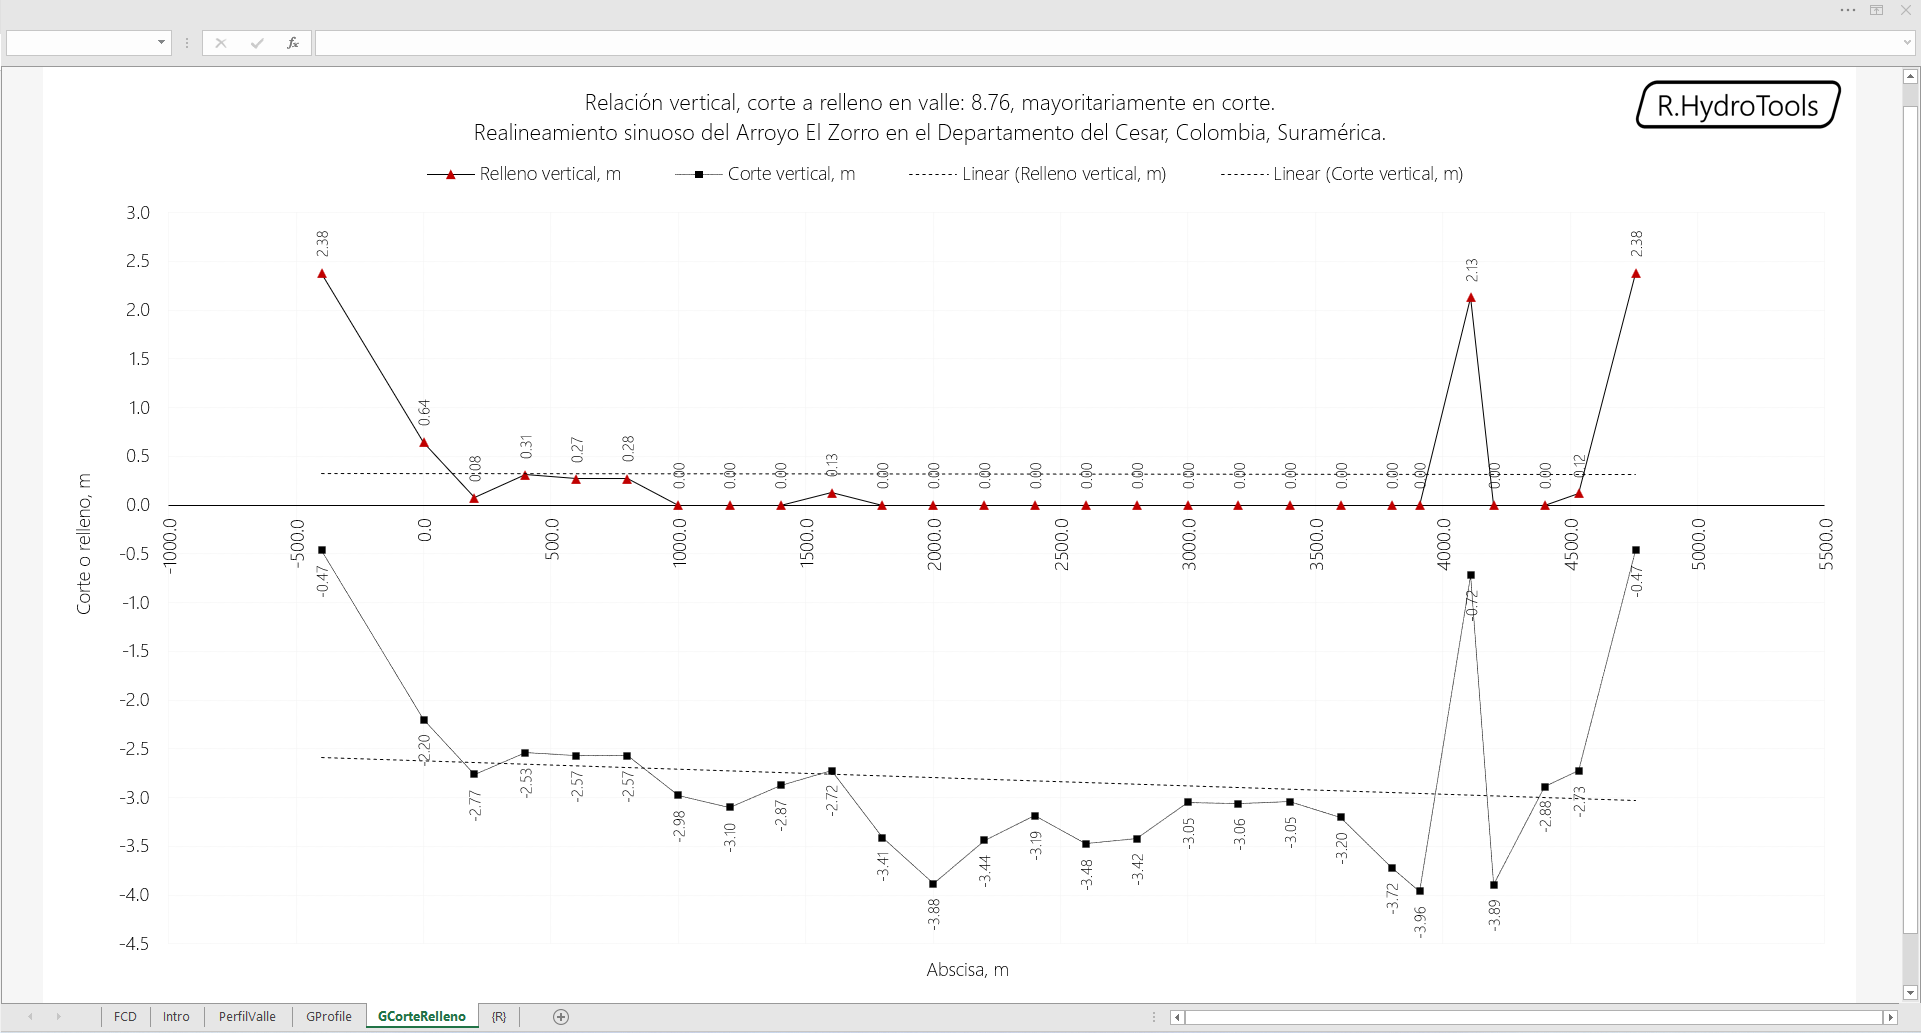 fx
Relación vertical, corte a relleno en valle: 8.76, mayoritariamente en corte.
Realineamiento sinuoso del Arroyo El Zorro en el Departamento del Cesar, Colombia, Suramérica.
R.HydroTools
Relleno vertical, m Corte vertical, m Linear (Relleno vertical, m) Linear (Corte vertical, m)
3.0
2.5
2.0
1.5
1.0
0.5
0.0
-0.5
-1.0
-1.5
-2.0
-2.5
-3.0
-3.5
-4.0
-4.5
Corte o relleno, m
2.38 0.64 0.08 0.31 0.27 0.28 0.00 0.00 0.00 0.13 0.00 0.00 0.00 0.00 0.00 0.00 0.00 0.00 0.00 0.00 0.00 0.00 2.13 0.00 0.00 0.12 2.38
-1000.0 -500.0 0.0 500.0 1000.0 1500.0 2000.0 2500.0 3000.0 3500.0 4000.0 4500.0 5000.0 5500.0
-0.47 -2.20 -2.77 -2.53 -2.57 -2.57 -2.98 -3.10 -2.87 -2.72 -3.41 -3.88 -3.44 -3.19 -3.48 -3.42 -3.05 -3.06 -3.05 -3.20 -3.72 -3.96 -0.72 -3.89 -2.88 -2.73 -0.47
Abscisa, m
FCD Intro PerfilValle GProfile GCorteRelleno {R}